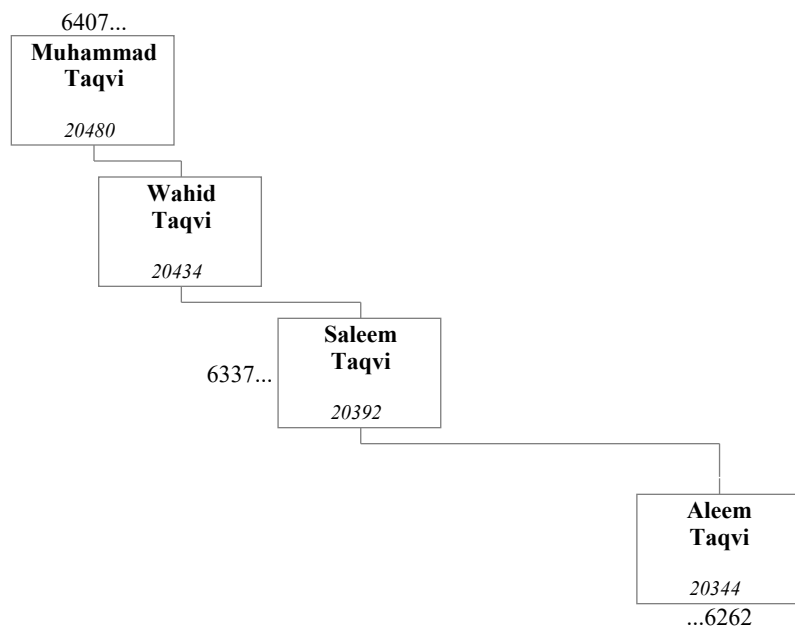 6407...
Muhammad
Taqvi
20480
Wahid
Taqvi
20434
Saleem
Taqvi
6337...
20392
Aleem
Taqvi
20344
...6262